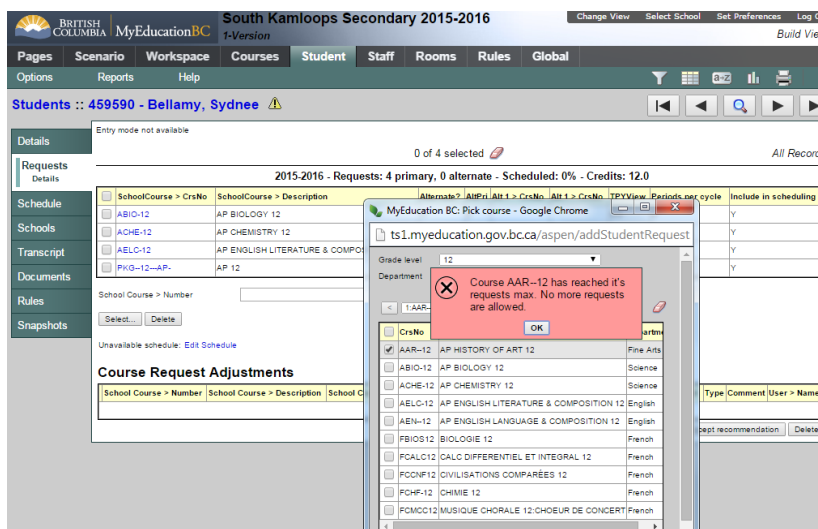 BRITISH COLUMBIA MyEducationBC
South Kamloops Secondary 2015-2016
1-Version
Change View Select School Set Preferences Log
Build Vie
Pages Scenario Workspace Courses Student Staff Rooms Rules Global
Options Reports Help
a-z
Students :: 459590 - Bellamy, Sydnee
Details
Requests
Details
Schedule
Schools
Transcript
Documents
Rules
Snapshots
Entry mode not available
0 of 4 selected
All Recor
2015-2016 - Requests: 4 primary, 0 alternate - Scheduled: 0% - Credits: 12.0
SchoolCourse > CrsNo SchoolCourse > Description Alternate? AltPri Alt 1 > CrsNo Alt 1 > CrsNo TPYView Periods per cycle Include in scheduling
ABIO-12 AP BIOLOGY 12 Y
ACHE-12 AP CHEMISTRY 12 Y
AELC-12 AP ENGLISH LITERATURE & COMPO Y
PKG--12---AP- AP 12 Y
School Course > Number
Select... Delete
Unavailable schedule: Edit Schedule
Course Request Adjustments
School Course > Number School Course > Description School C Type Comment User > Name
cept recommendation Delete
MyEducation BC: Pick course - Google Chrome
ts1.myeducation.gov.bc.ca/aspen/addStudentRequest
Grade level 12
Department
< 1:AAR-
Course AAR--12 has reached it's
requests max. No more requests
are allowed.
OK
CrsNo artme
AAR--12 AP HISTORY OF ART 12 Fine Arts
ABIO-12 AP BIOLOGY 12 Science
ACHE-12 AP CHEMISTRY 12 Science
AELC-12 AP ENGLISH LITERATURE & COMPOSITION 12 English
AEN--12 AP ENGLISH LANGUAGE & COMPOSITION 12 English
FBIOS12 BIOLOGIE 12 French
FCALC12 CALC DIFFERENTIEL ET INTEGRAL 12 French
FCCNF12 CIVILISATIONS COMPARÈES 12 French
FCHF-12 CHIMIE 12 French
FCMCC12 MUSIQUE CHORALE 12:CHOEUR DE CONCERT French